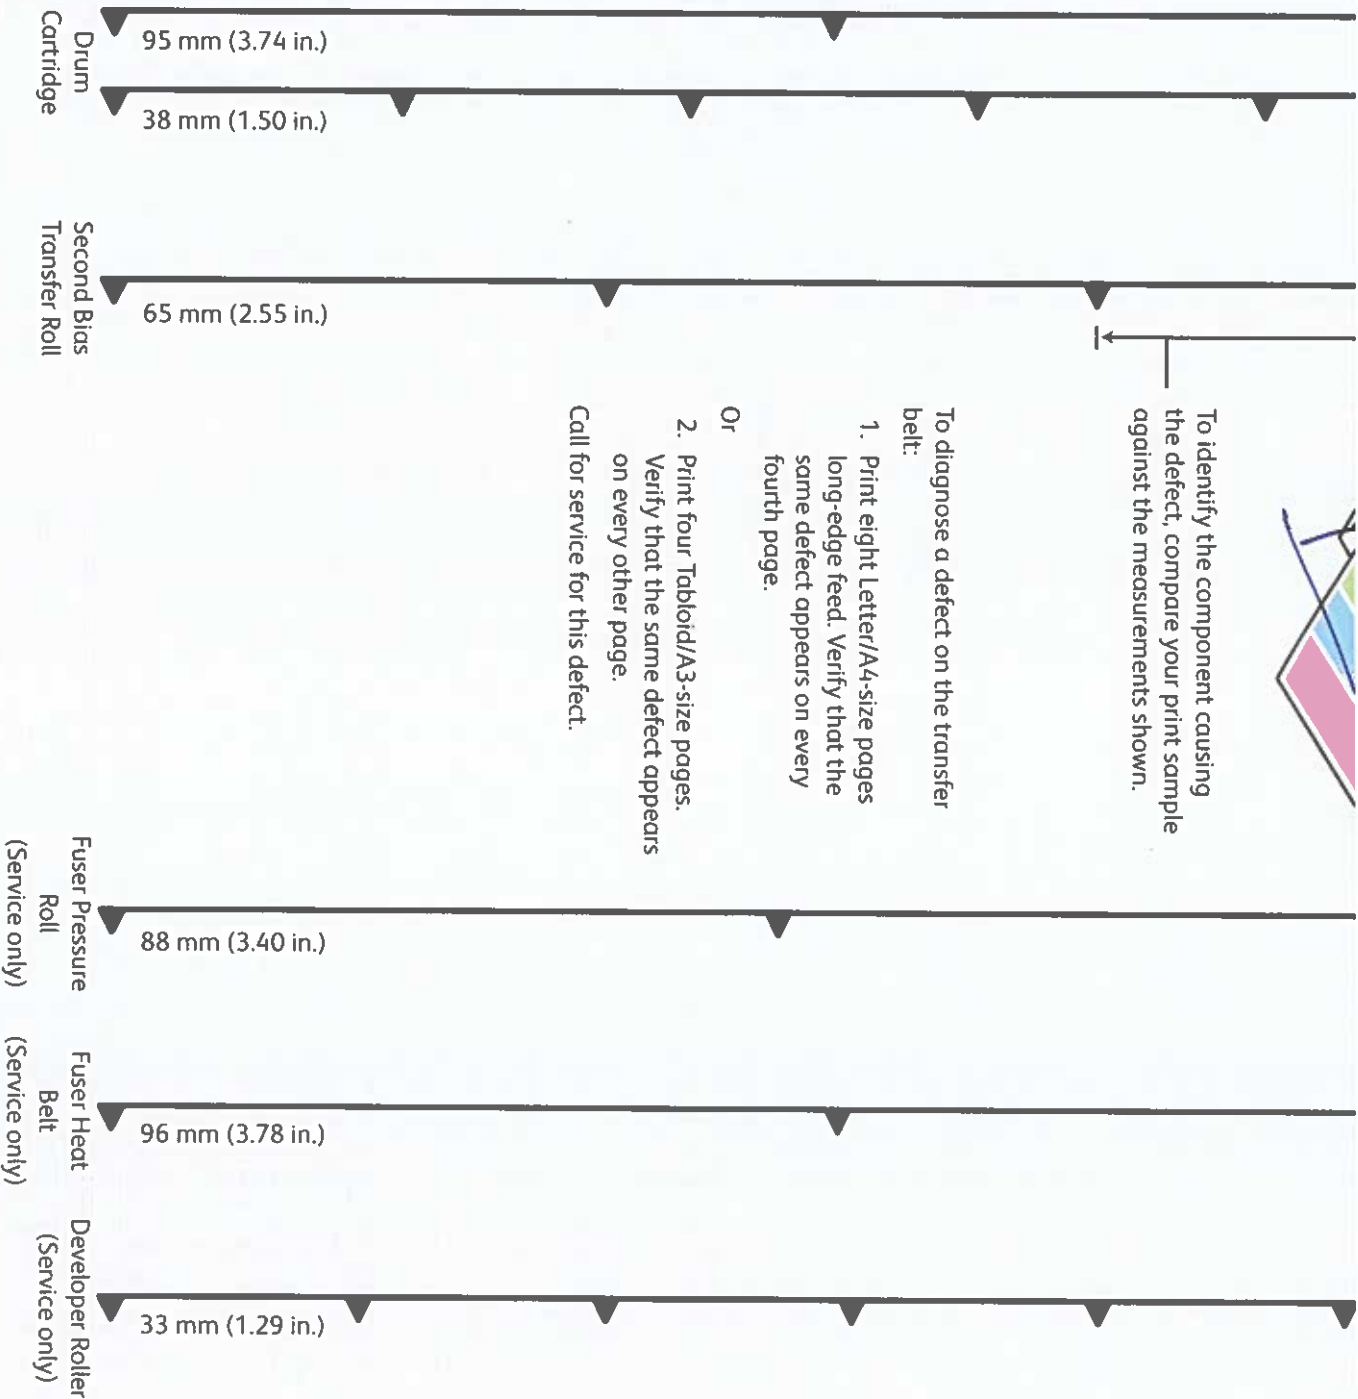 Drum
Cartridge
95 mm (3.74 in.)
38 mm (1.50 in.)
Second Bias
Transfer Roll
65 mm (2.55 in.)
To identify the component causing
the defect, compare your print sample
against the measurements shown.
To diagnose a defect on the transfer
belt:
1. Print eight Letter/A4-size pages
long-edge feed. Verify that the
same defect appears on every
fourth page.
Or
2. Print four Tabloid/A3-size pages.
Verify that the same defect appears
on every other page.
Call for service for this defect.
Fuser Pressure
Roll
(Service only)
88 mm (3.40 in.)
Fuser Heat
Belt
(Service only)
96 mm (3.78 in.)
Developer Roller
(Service only)
33 mm (1.29 in.)